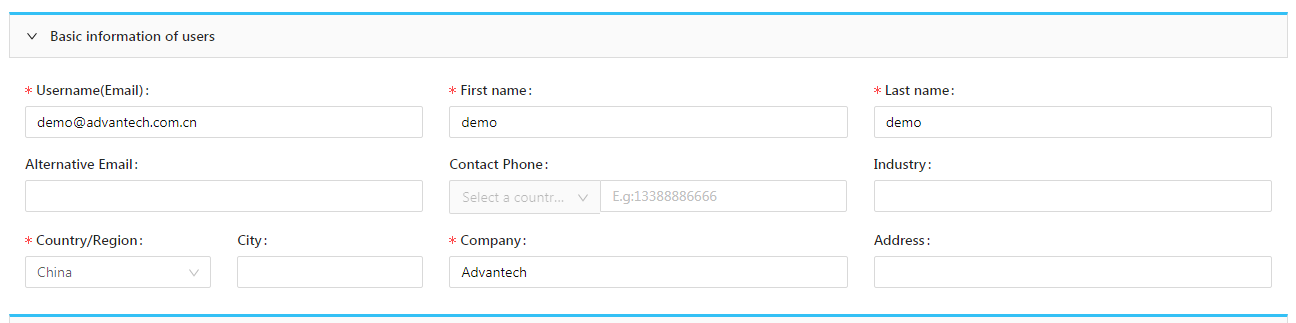 Basic information of users
* Username(Email): * First name: * Last name:
demo@advantech.com.cn demo demo
Alternative Email: Contact Phone: Industry:
Select a countr... E.g:13388886666
* Country/Region: City: * Company: Address:
China Advantech